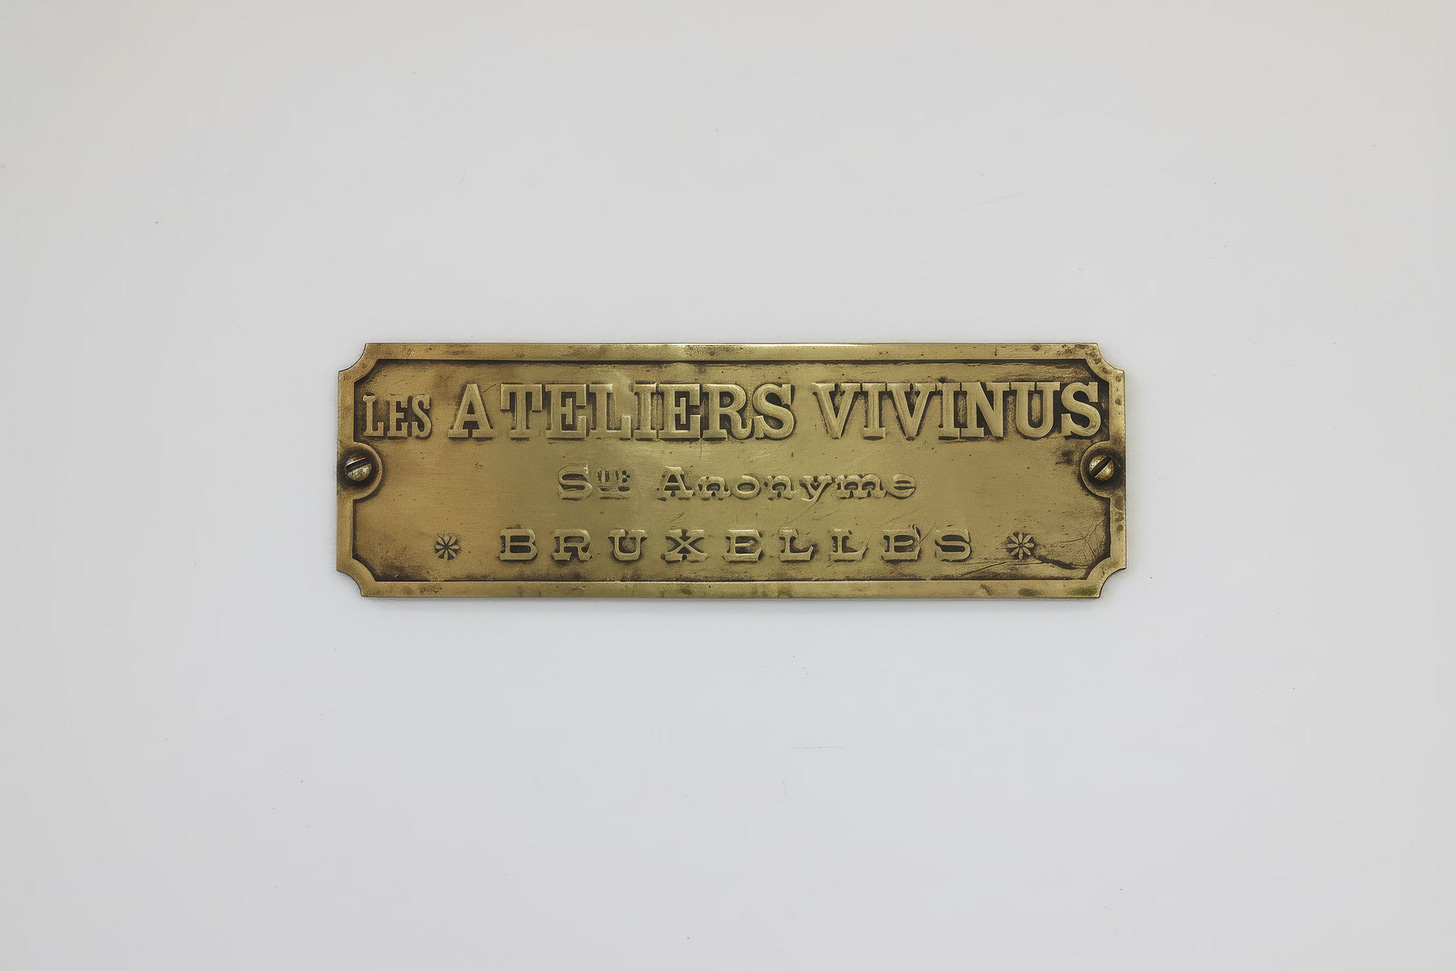 LES ATELIERS VIVINUS
Sté Anonyme
* BRUXELLES *